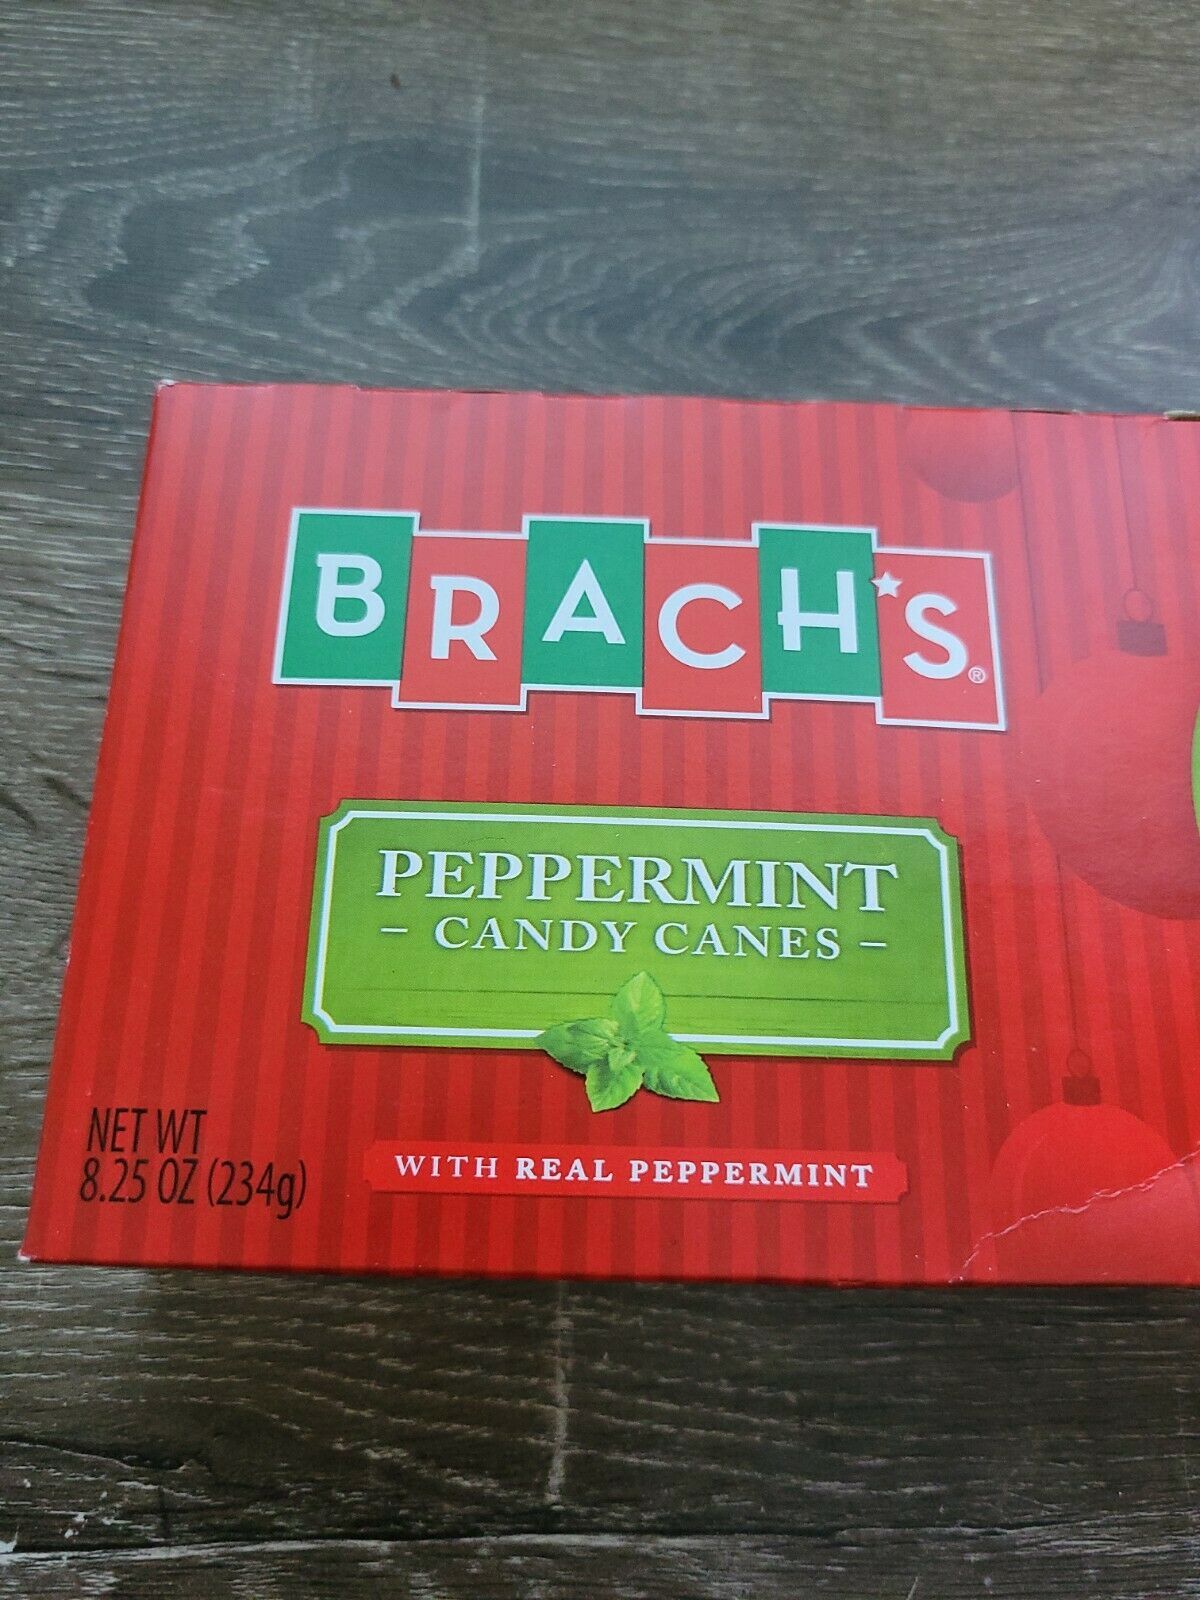 BRACH'S®
PEPPERMINT
– CANDY CANES –
NET WT
8.25 OZ (234g)
WITH REAL PEPPERMINT